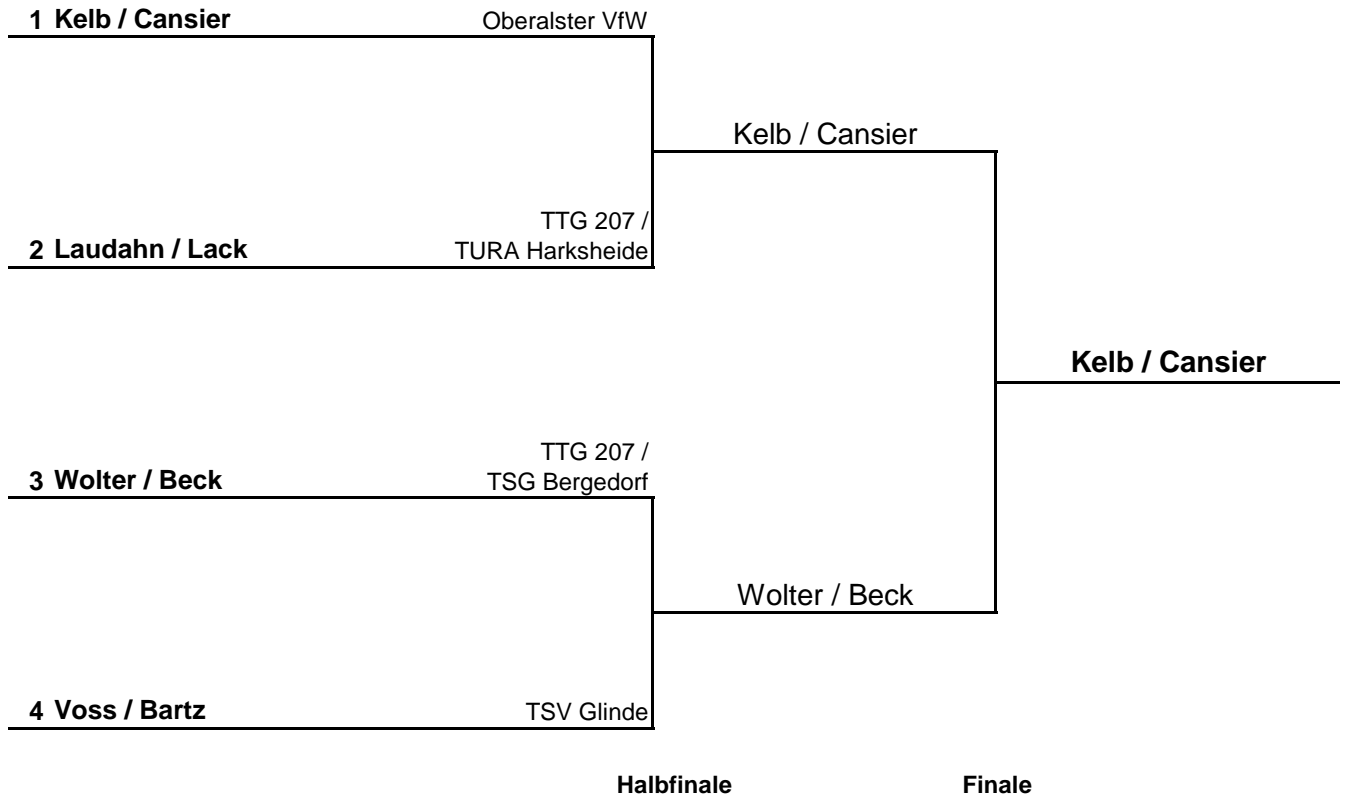 1 Kelb / Cansier Oberalster VfW
Kelb / Cansier
TTG 207 /
2 Laudahn / Lack TURA Harksheide
Kelb / Cansier
TTG 207 /
3 Wolter / Beck TSG Bergedorf
Wolter / Beck
4 Voss / Bartz TSV Glinde
Halbfinale Finale